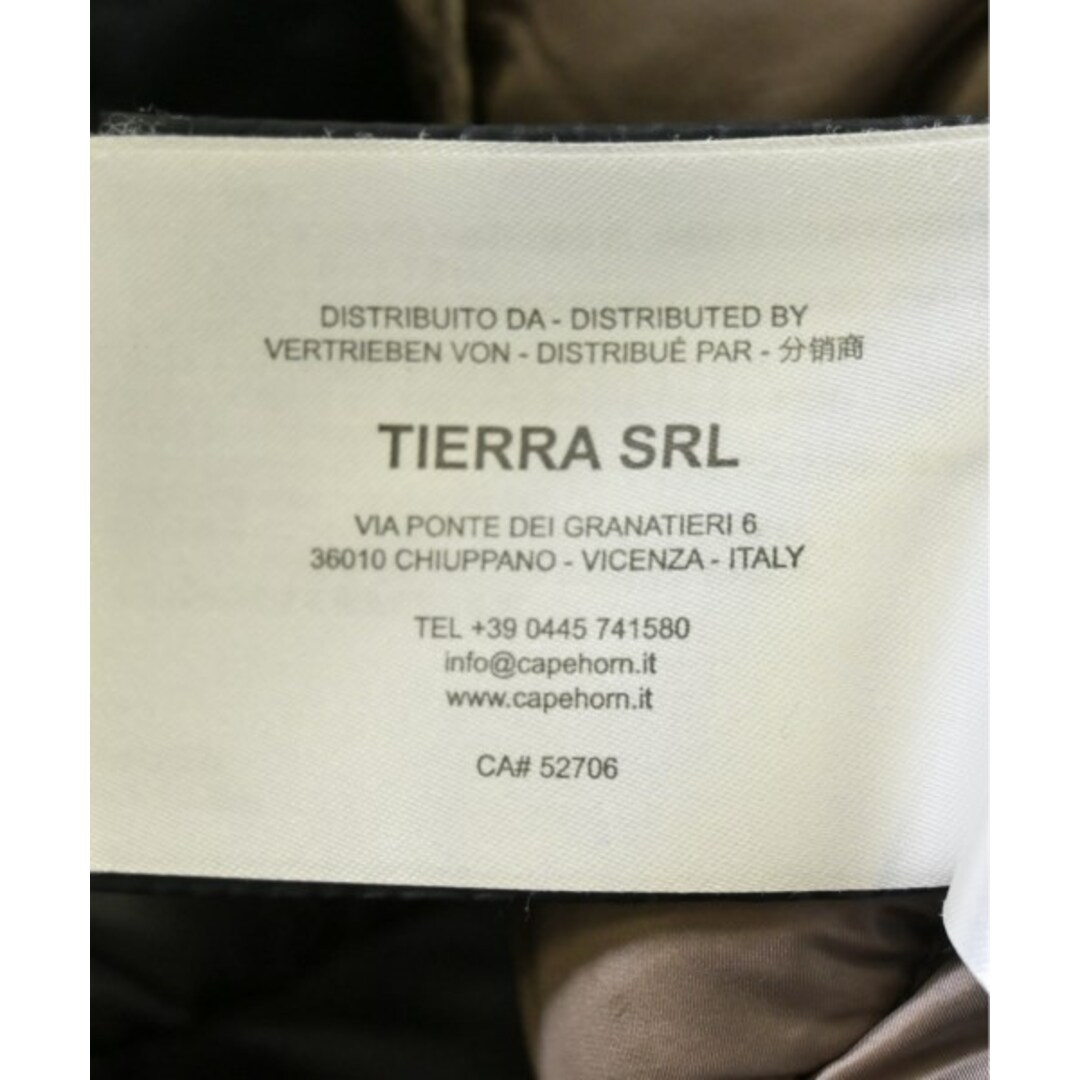 DISTRIBUITO DA - DISTRIBUTED BY
VERTRIEBEN VON - DISTRIBUÉ PAR - 分销商
TIERRA SRL
VIA PONTE DEI GRANATIERI 6
36010 CHIUPPANO - VICENZA - ITALY
TEL +39 0445 741580
info@capehorn.it
www.capehorn.it
CA# 52706